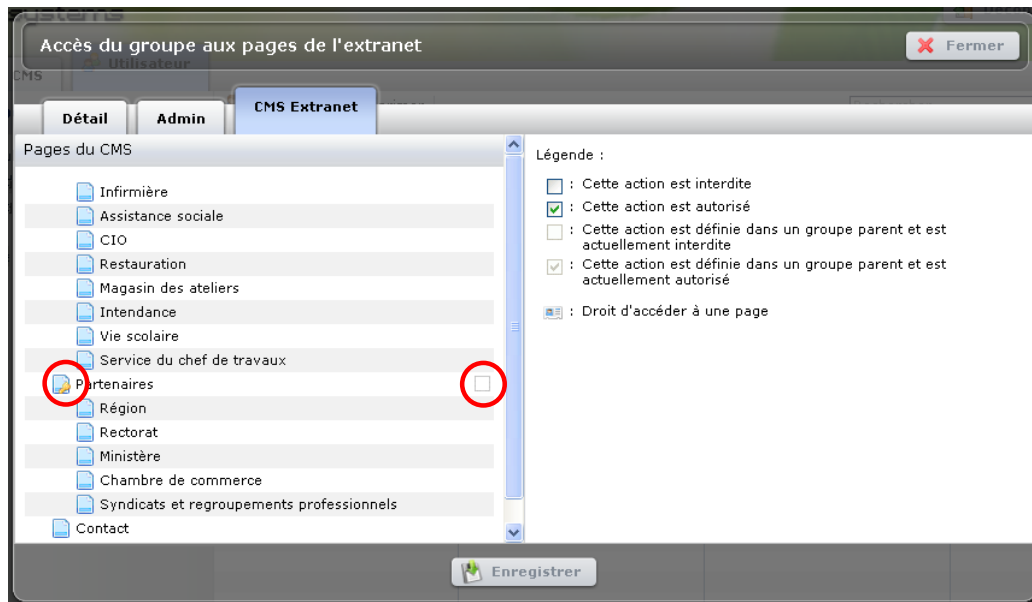 systems
Accès du groupe aux pages de l'extranet
Fermer
CMS
Utilisateur
Détail
Admin
CMS Extranet
Pages du CMS
Infirmière
Assistance sociale
CIO
Restauration
Magasin des ateliers
Intendance
Vie scolaire
Service du chef de travaux
Partenaires
Région
Rectorat
Ministère
Chambre de commerce
Syndicats et regroupements professionnels
Contact
Légende :
: Cette action est interdite
: Cette action est autorisé
: Cette action est définie dans un groupe parent et est
actuellement interdite
: Cette action est définie dans un groupe parent et est
actuellement autorisé
: Droit d'accéder à une page
Enregistrer